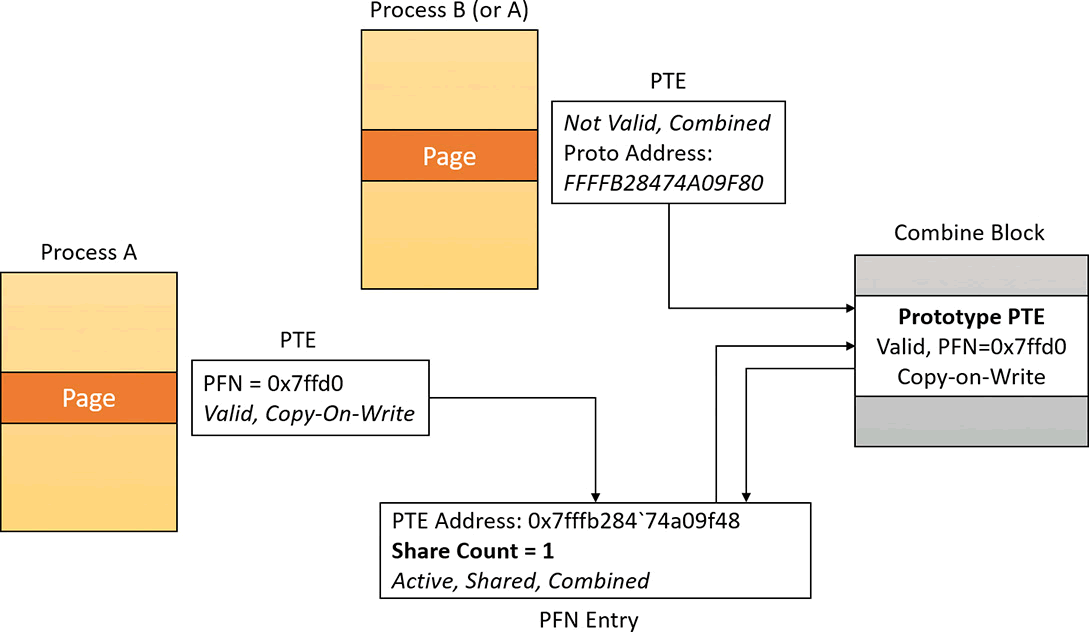 Process B (or A)
PTE
Not Valid, Combined
Proto Address:
FFFFB28474A09F80
Page
Combine Block
Prototype PTE
Valid, PFN=0x7ffd0
Copy-on-Write
Process A
PTE
PFN = 0x7ffd0
Valid, Copy-On-Write
Page
PTE Address: 0x7fffb284`74a09f48
Share Count = 1
Active, Shared, Combined
PFN Entry